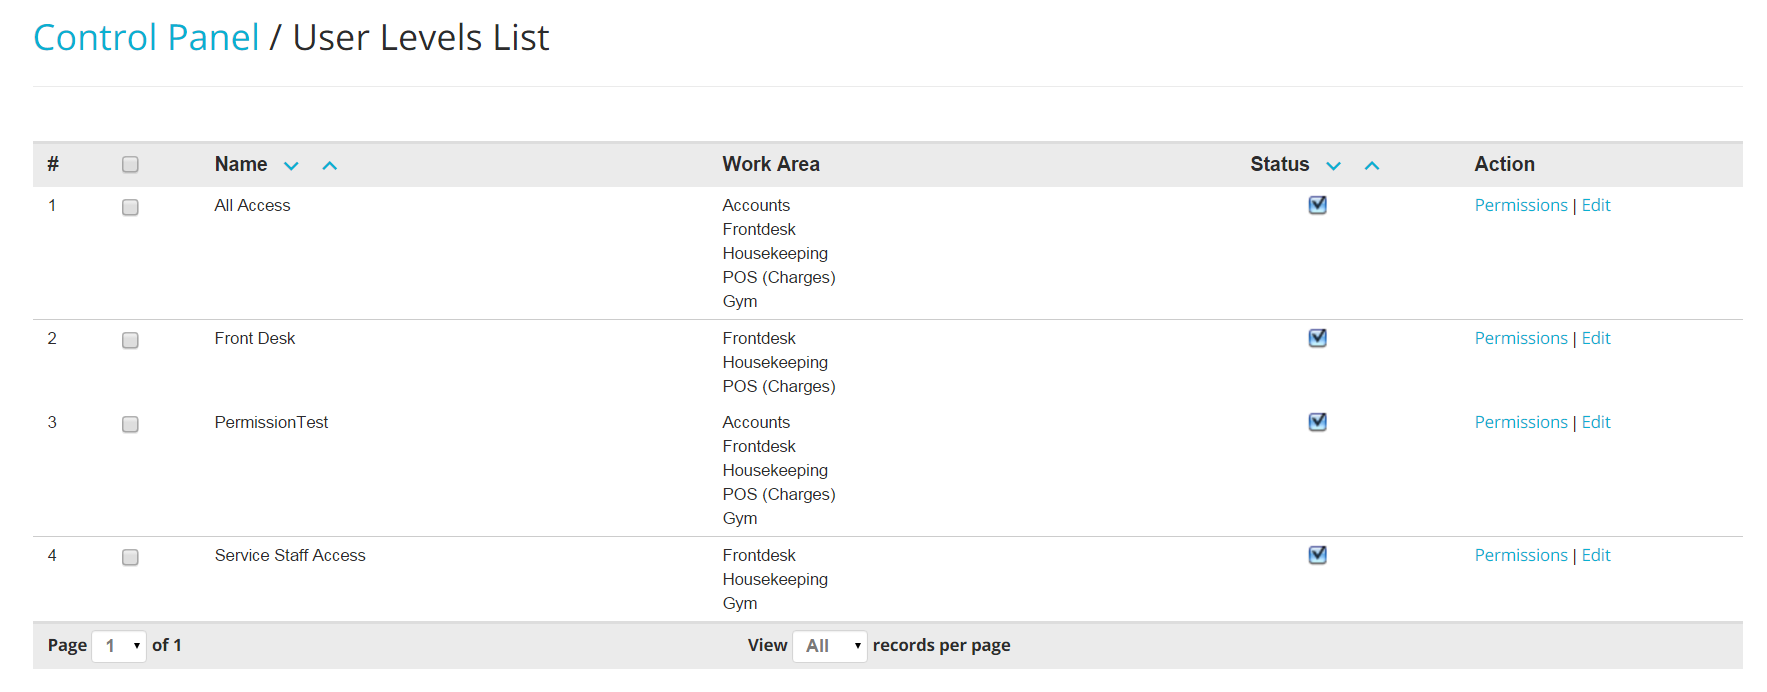 Control Panel / User Levels List
# Name Work Area Status Action
1 All Access Accounts Permissions | Edit
Frontdesk
Housekeeping
POS (Charges)
Gym
2 Front Desk Frontdesk Permissions | Edit
Housekeeping
POS (Charges)
3 PermissionTest Accounts Permissions | Edit
Frontdesk
Housekeeping
POS (Charges)
Gym
4 Service Staff Access Frontdesk Permissions | Edit
Housekeeping
Gym
Page 1 of 1 View All records per page